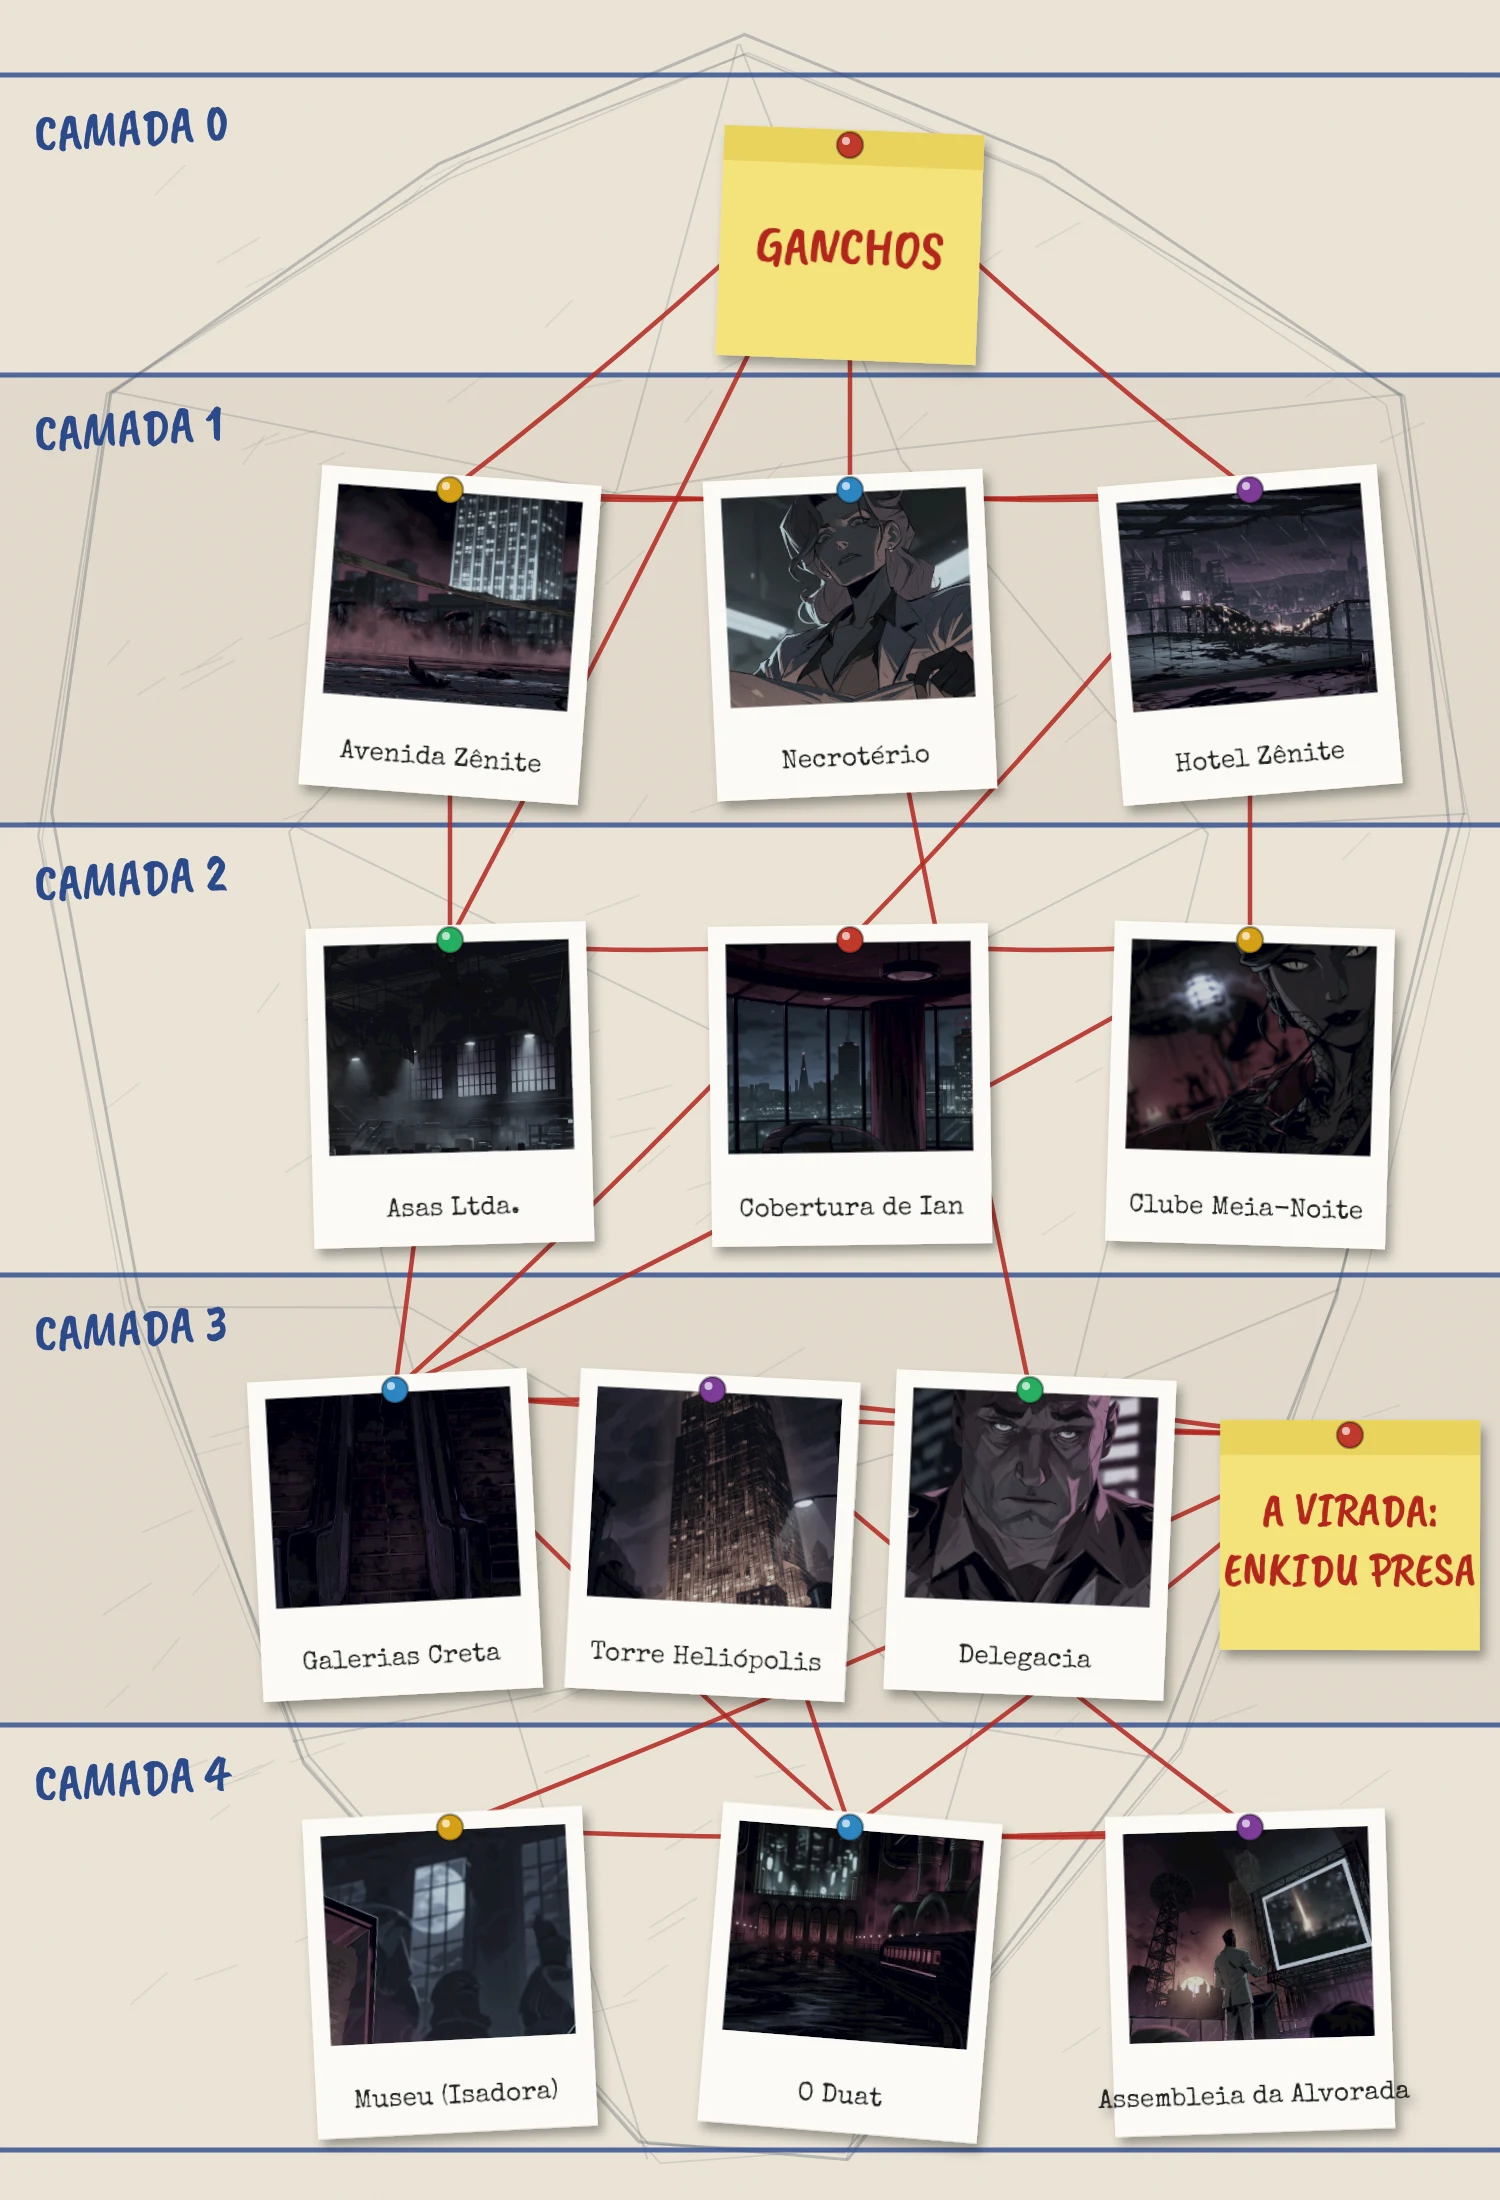 CAMADA 0
GANCHOS
CAMADA 1
Avenida Zênite
Necrotério
Hotel Zênite
CAMADA 2
Asas Ltda.
Cobertura de Ian
Clube Meia-Noite
CAMADA 3
A VIRADA:
ENKIDU PRESA
Galerias Creta
Torre Heliópolis
Delegacia
CAMADA 4
Museu (Isadora)
O Duat
Assembleia da Alvorada